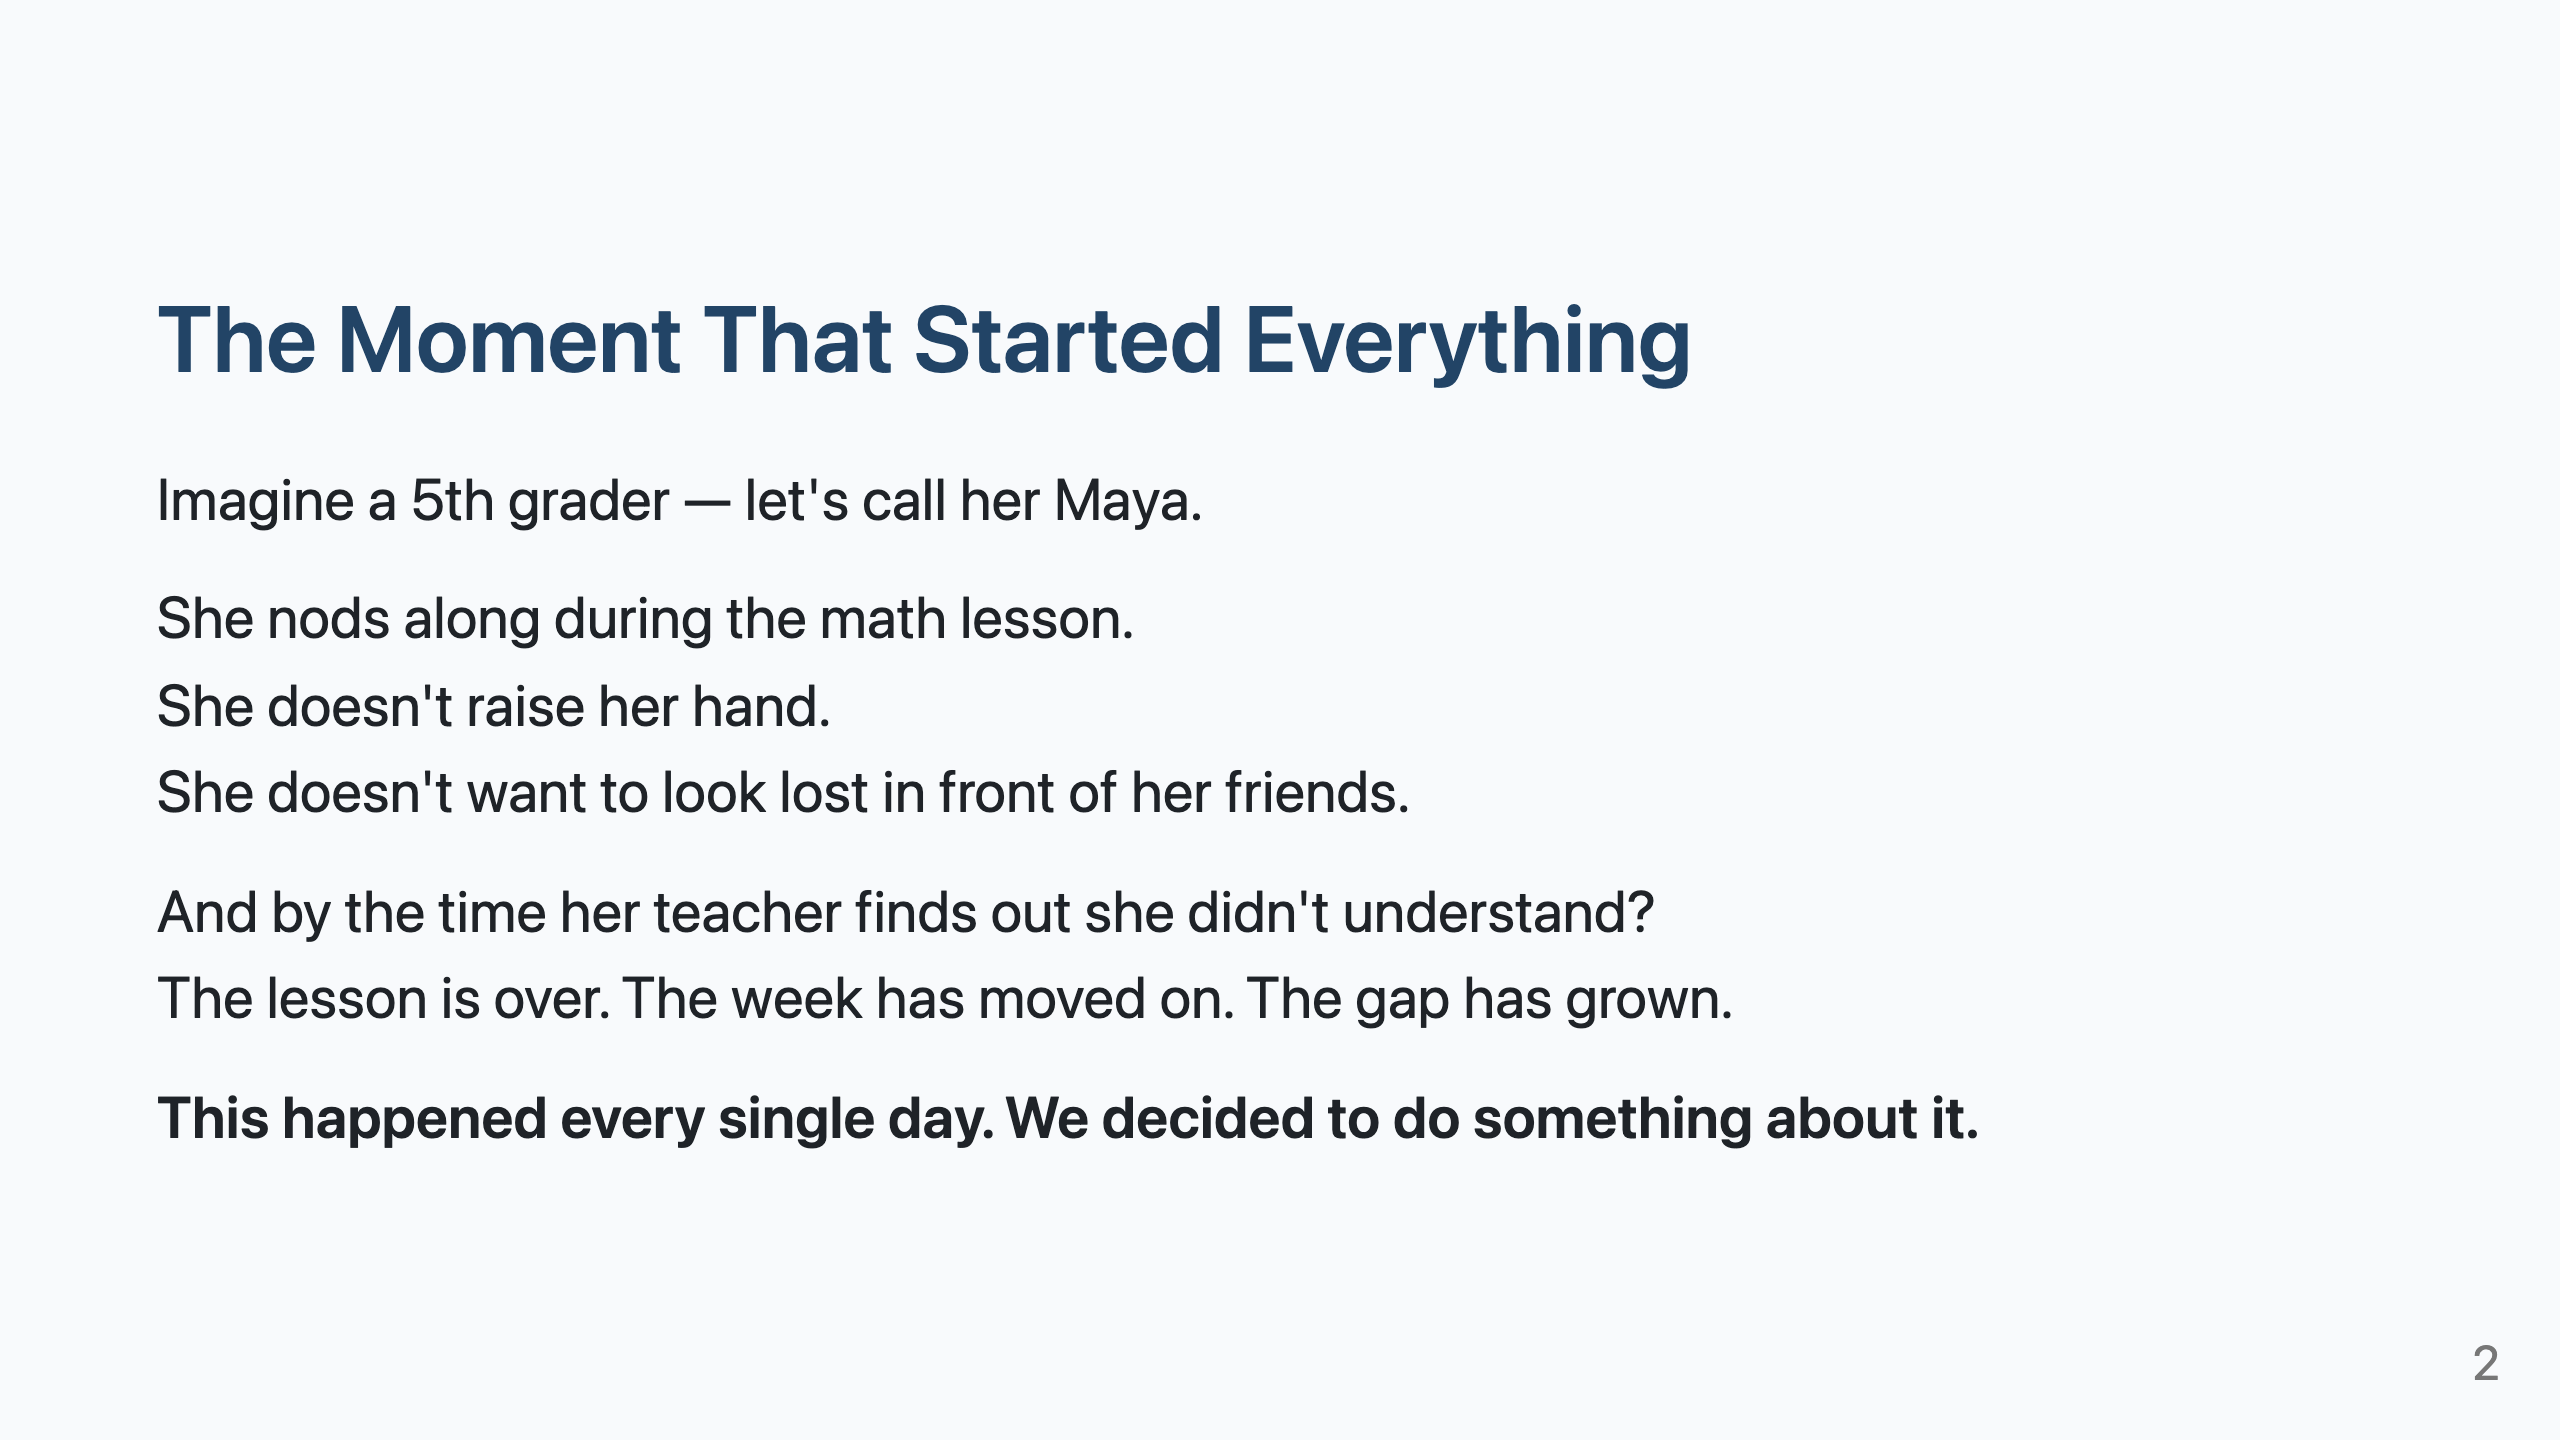 The Moment That Started Everything
Imagine a 5th grader — let's call her Maya.
She nods along during the math lesson.
She doesn't raise her hand.
She doesn't want to look lost in front of her friends.
And by the time her teacher finds out she didn't understand?
The lesson is over. The week has moved on. The gap has grown.
This happened every single day. We decided to do something about it.
2